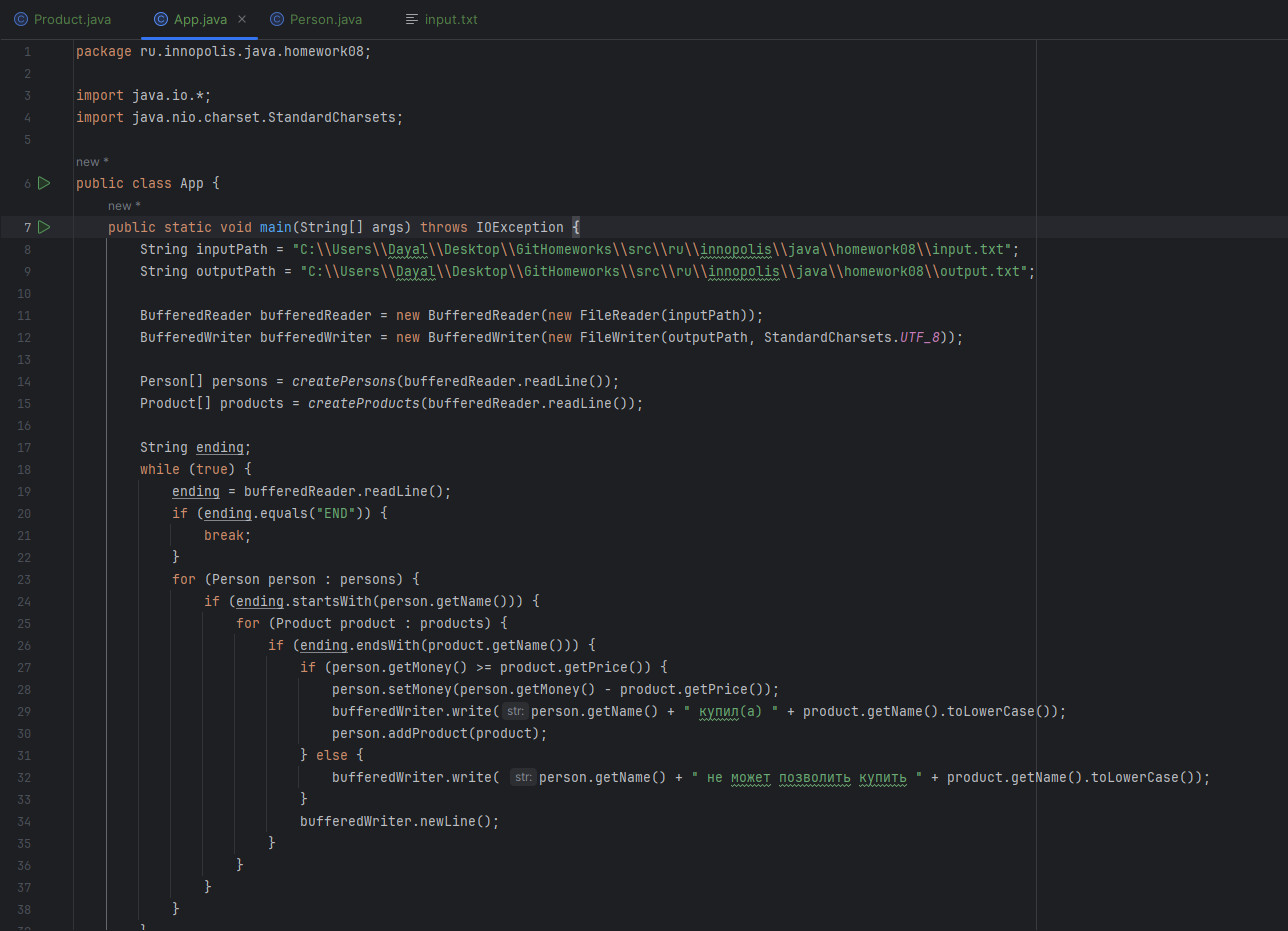 Product.java App.java Person.java input.txt
1 package ru.innopolis.java.homework08;
2
3 import java.io.*;
4 import java.nio.charset.StandardCharsets;
5
new *
6 public class App {
new *
7 public static void main(String[] args) throws IOException {
8 String inputPath = "C:\\Users\\Dayal\\Desktop\\GitHomeworks\\src\\ru\\innopolis\\java\\homework08\\input.txt";
9 String outputPath = "C:\\Users\\Dayal\\Desktop\\GitHomeworks\\src\\ru\\innopolis\\java\\homework08\\output.txt";
10
11 BufferedReader bufferedReader = new BufferedReader(new FileReader(inputPath));
12 BufferedWriter bufferedWriter = new BufferedWriter(new FileWriter(outputPath, StandardCharsets.UTF_8));
13
14 Person[] persons = createPersons(bufferedReader.readLine());
15 Product[] products = createProducts(bufferedReader.readLine());
16
17 String ending;
18 while (true) {
19 ending = bufferedReader.readLine();
20 if (ending.equals("END")) {
21 break;
22 }
23 for (Person person : persons) {
24 if (ending.startsWith(person.getName())) {
25 for (Product product : products) {
26 if (ending.endsWith(product.getName())) {
27 if (person.getMoney() >= product.getPrice()) {
28 person.setMoney(person.getMoney() - product.getPrice());
29 bufferedWriter.write( str: person.getName() + " купил(а) " + product.getName().toLowerCase());
30 person.addProduct(product);
31 } else {
32 bufferedWriter.write( str: person.getName() + " не может позволить купить " + product.getName().toLowerCase());
33 }
34 bufferedWriter.newLine();
35 }
36 }
37 }
38 }